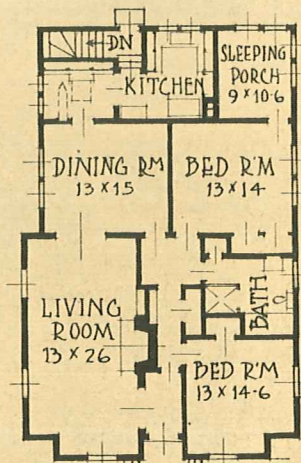 DN
KITCHEN
SLEEPING
PORCH
9 x 10-6
DINING RM
13 x 15
BED R'M
13 x 14
LIVING
ROOM
13 x 26
BATH
BED R'M
13 x 14-6